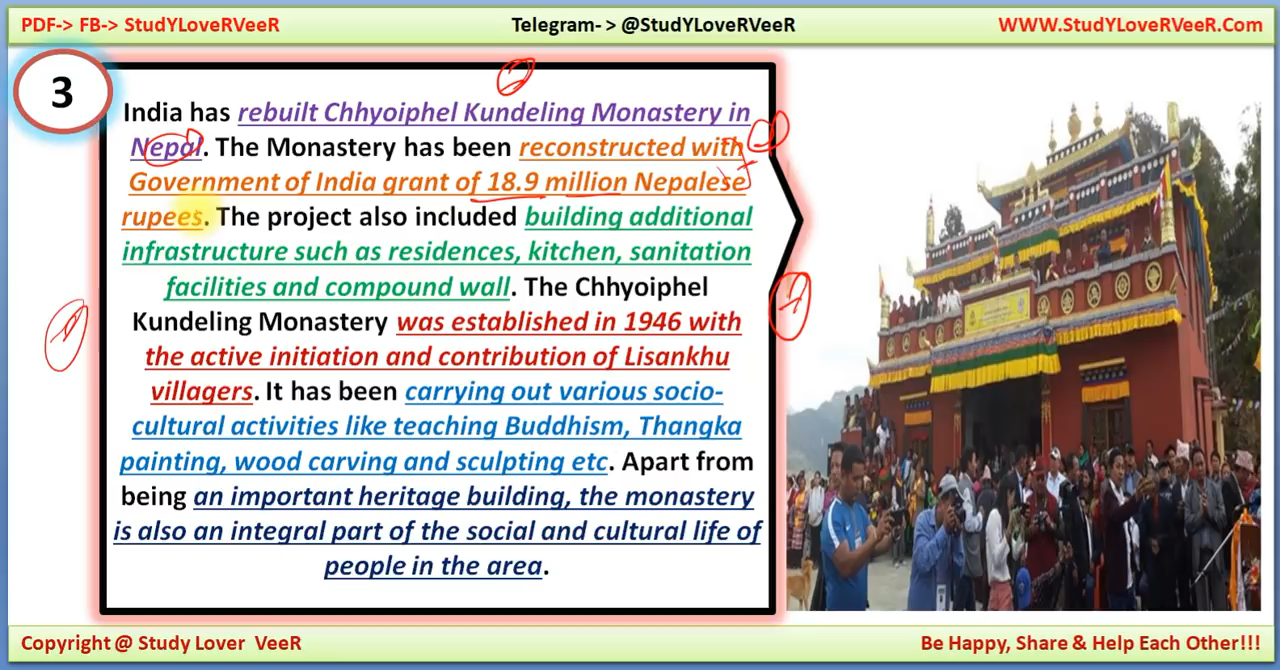 PDF-> FB-> StudYLoveRVeeR
Telegram- > @StudYLoveRVeeR
WWW.StudYLoveRVeeR.Com
3
India has rebuilt Chhyoiphel Kundeling Monastery in
Nepal. The Monastery has been reconstructed with
Government of India grant of 18.9 million Nepalese
rupees. The project also included building additional
infrastructure such as residences, kitchen, sanitation
facilities and compound wall. The Chhyoiphel
Kundeling Monastery was established in 1946 with
the active initiation and contribution of Lisankhu
villagers. It has been carrying out various socio-
cultural activities like teaching Buddhism, Thangka
painting, wood carving and sculpting etc. Apart from
being an important heritage building, the monastery
is also an integral part of the social and cultural life of
people in the area.
Copyright @ Study Lover VeeR
Be Happy, Share & Help Each Other!!!